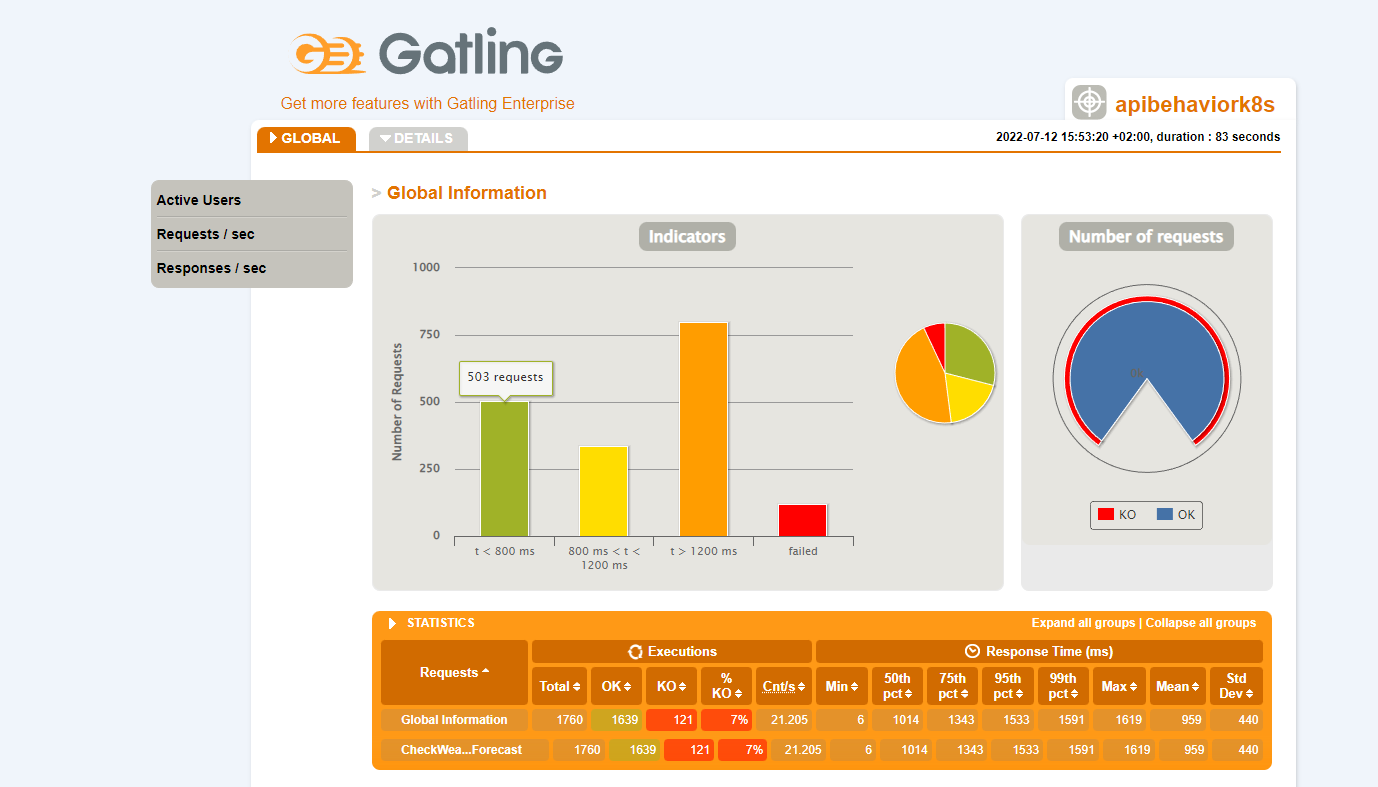 Gatling
Get more features with Gatling Enterprise
apibehaviork8s
GLOBAL DETAILS 2022-07-12 15:53:20 +02:00, duration : 83 seconds
Active Users
Requests / sec
Responses / sec
> Global Information
Indicators
Number of Requests
1000
750
500
250
0
503 requests
t < 800 ms
800 ms < t <
1200 ms
t > 1200 ms
failed
Number of requests
OK
KO OK
STATISTICS Expand all groups | Collapse all groups
Requests Executions Response Time (ms)
Total OK KO % KO Cnt/s Min 50th pct 75th pct 95th pct 99th pct Max Mean Std Dev
Global Information 1760 1639 121 7% 21.205 6 1014 1343 1533 1591 1619 959 440
CheckWea...Forecast 1760 1639 121 7% 21.205 6 1014 1343 1533 1591 1619 959 440